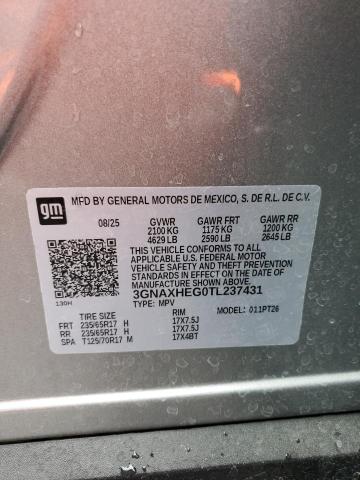 gm
MFD BY GENERAL MOTORS DE MEXICO, S. DE R.L. DE C.V.
08/25 GVWR GAWR FRT GAWR RR
2100 KG 1175 KG 1200 KG
4629 LB 2590 LB 2645 LB
THIS VEHICLE CONFORMS TO ALL
APPLICABLE U.S. FEDERAL MOTOR
VEHICLE SAFETY, BUMPER, AND THEFT
PREVENTION STANDARDS IN EFFECT ON
THE DATE OF MANUFACTURE SHOWN ABOVE.
3GNAXHEG0TL237431
130H TYPE: MPV MODEL: 011PT26
TIRE SIZE RIM
FRT 235/65R17 H 17X7.5J
RR 235/65R17 H 17X7.5J
SPA T125/70R17 M 17X4BT